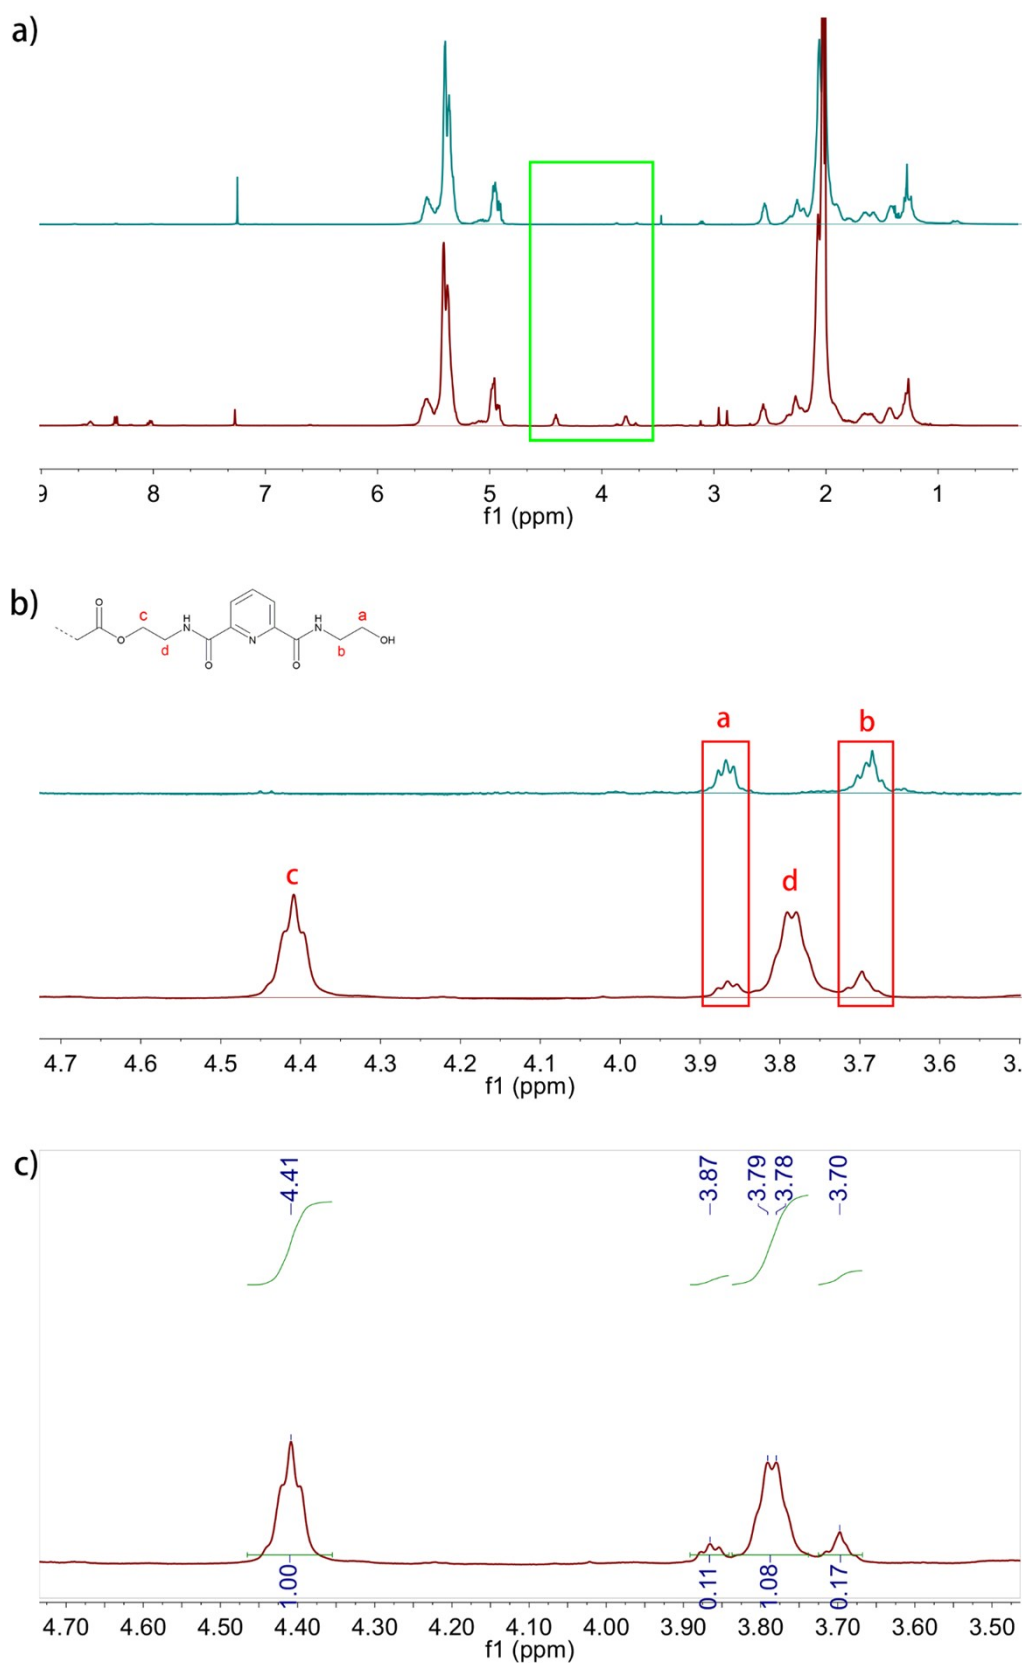 a)
9 8 7 6 5 4 3 2 1
f1 (ppm)
b)
O
c
H
N
H
N
a
O
d
O
N
O
b
OH
a
b
c
d
4.7 4.6 4.5 4.4 4.3 4.2 4.1 4.0 3.9 3.8 3.7 3.6 3.
f1 (ppm)
c)
4.41
3.87
3.79
3.78
3.70
1.00
0.11
1.08
0.17
4.70 4.60 4.50 4.40 4.30 4.20 4.10 4.00 3.90 3.80 3.70 3.60 3.50
f1 (ppm)